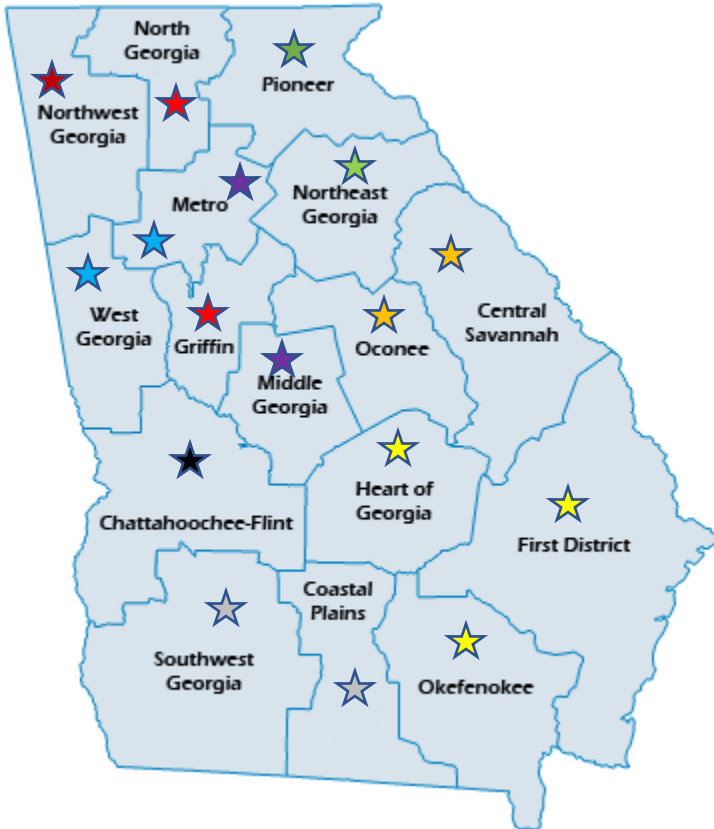 North
Georgia
Pioneer
Northwest
Georgia
Metro
Northeast
Georgia
West
Georgia
Griffin
Central
Savannah
Oconee
Middle
Georgia
Heart of
Georgia
Chattahoochee-Flint
First District
Coastal
Plains
Southwest
Georgia
Okefenokee